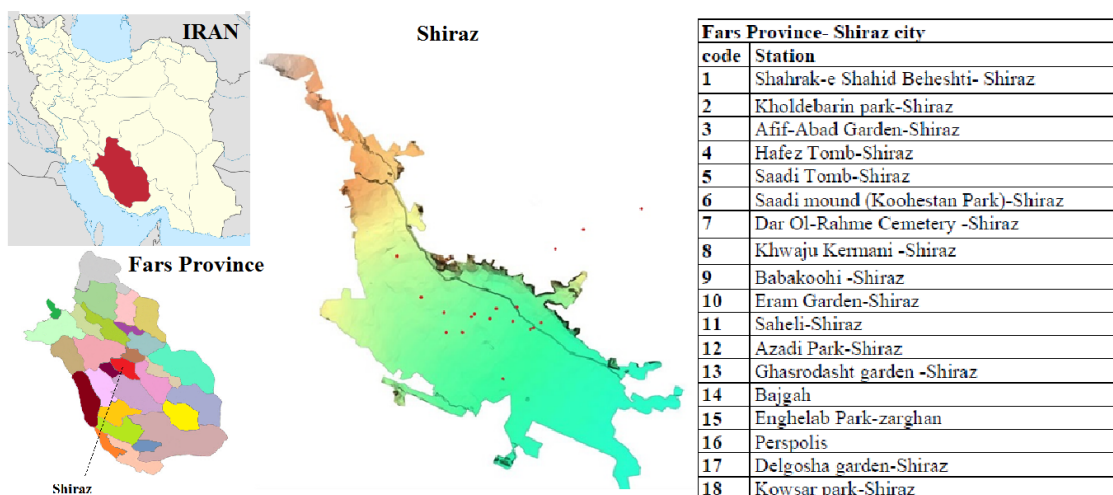 IRAN
Shiraz
Fars Province
Shiraz
Fars Province- Shiraz city
code Station
1 Shahrak-e Shahid Beheshti- Shiraz
2 Kholdebarin park-Shiraz
3 Afif-Abad Garden-Shiraz
4 Hafez Tomb-Shiraz
5 Saadi Tomb-Shiraz
6 Saadi mound (Koohestan Park)-Shiraz
7 Dar Ol-Rahme Cemetery -Shiraz
8 Khwaju Kermani -Shiraz
9 Babakoohi -Shiraz
10 Eram Garden-Shiraz
11 Saheli-Shiraz
12 Azadi Park-Shiraz
13 Ghasrodasht garden -Shiraz
14 Bajgah
15 Enghelab Park-zarghan
16 Perspolis
17 Delgosha garden-Shiraz
18 Kowsar park-Shiraz